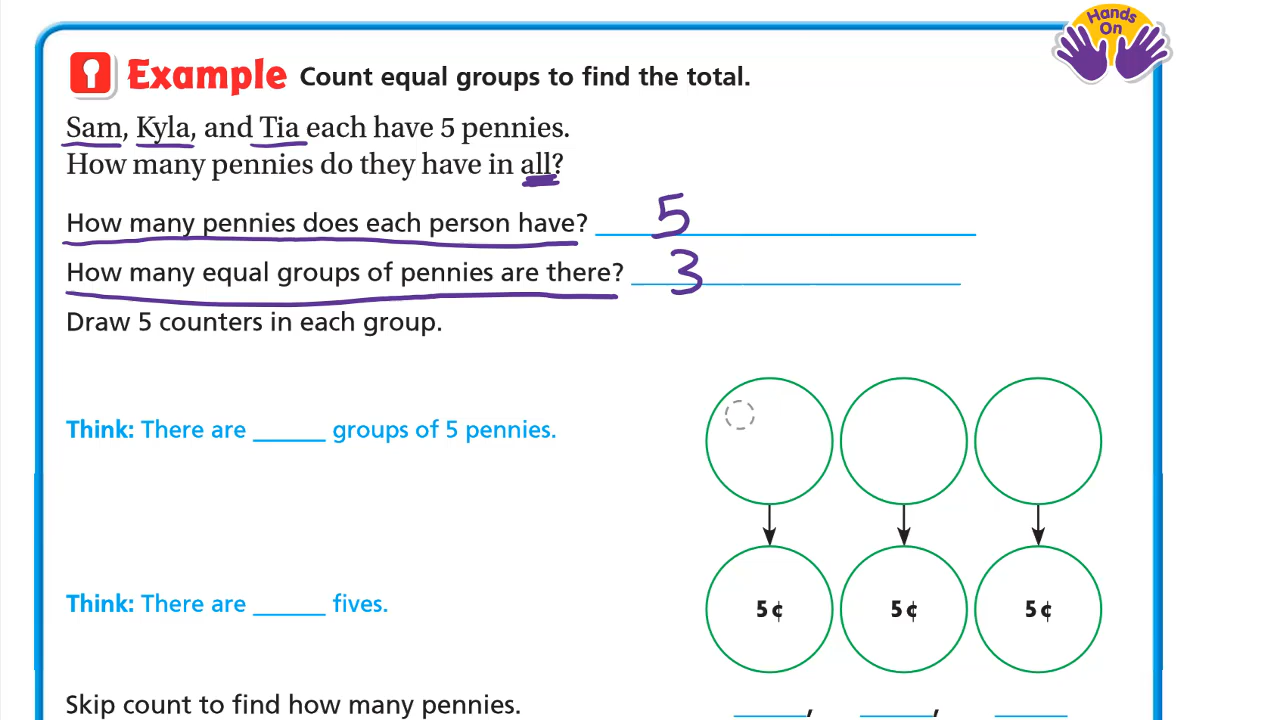 Hands
On
Example Count equal groups to find the total.
Sam, Kyla, and Tia each have 5 pennies.
How many pennies do they have in all?
How many pennies does each person have? 5
How many equal groups of pennies are there? 3
Draw 5 counters in each group.
Think: There are ______ groups of 5 pennies.
5¢ 5¢ 5¢
Think: There are ______ fives.
Skip count to find how many pennies. ______, ______, ______